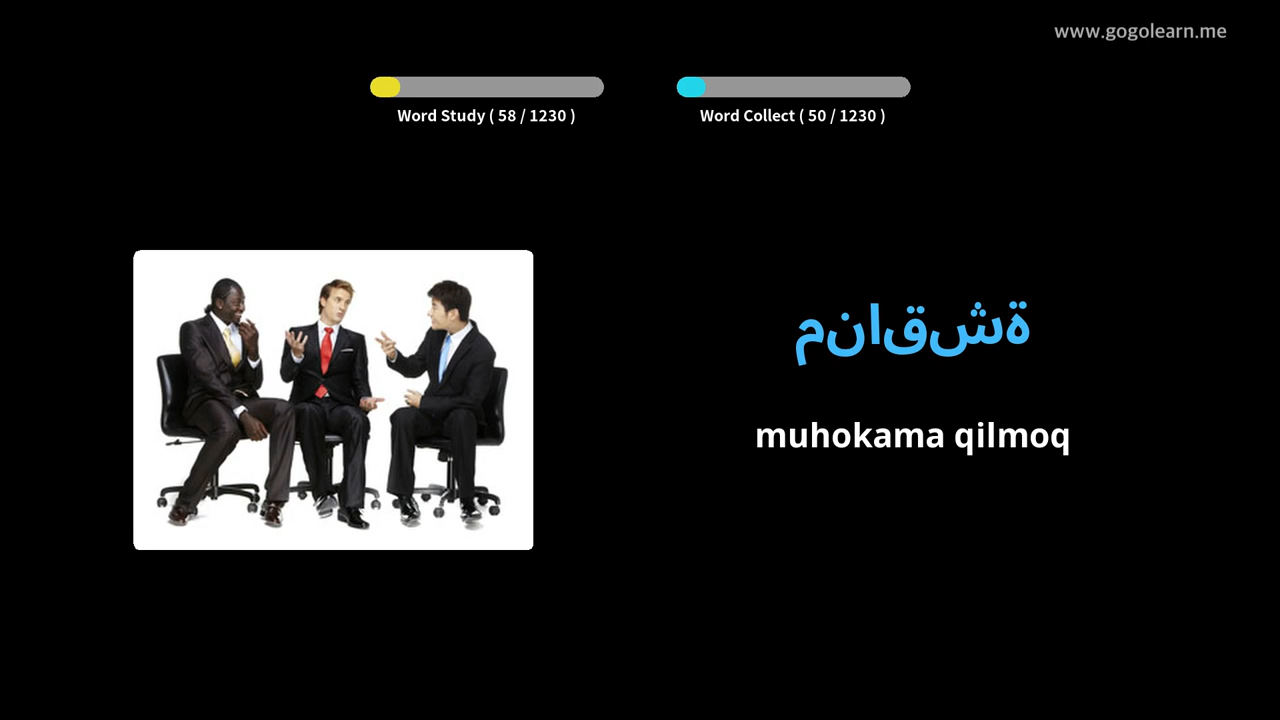 www.gogolearn.me
Word Study ( 58 / 1230 )
Word Collect ( 50 / 1230 )
مناقشة
muhokama qilmoq